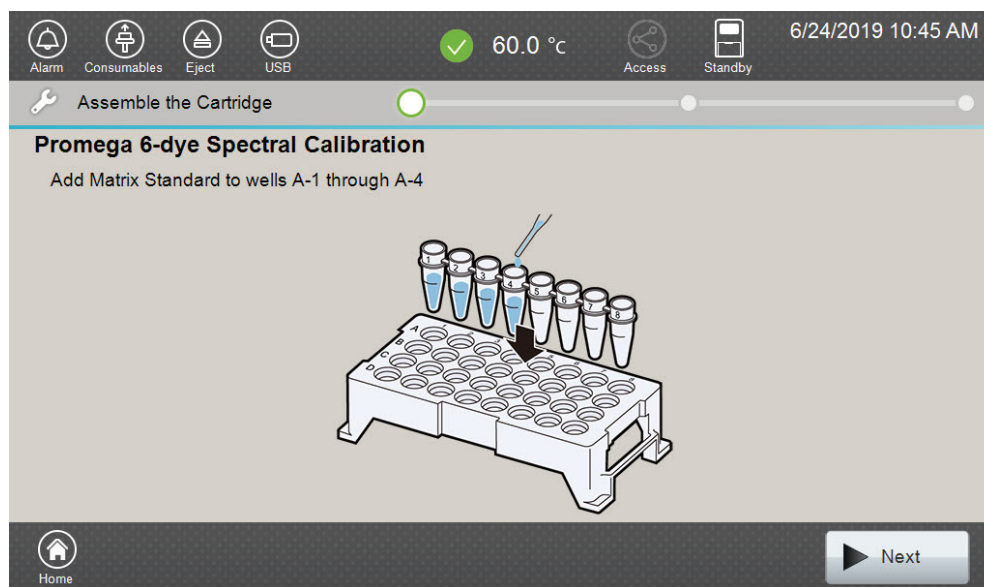 Alarm
Consumables
Eject
USB
60.0 °C
Access
Standby
6/24/2019 10:45 AM
Assemble the Cartridge
Promega 6-dye Spectral Calibration
Add Matrix Standard to wells A-1 through A-4
1
2
3
4
5
6
7
8
A
B
C
D
Home
Next